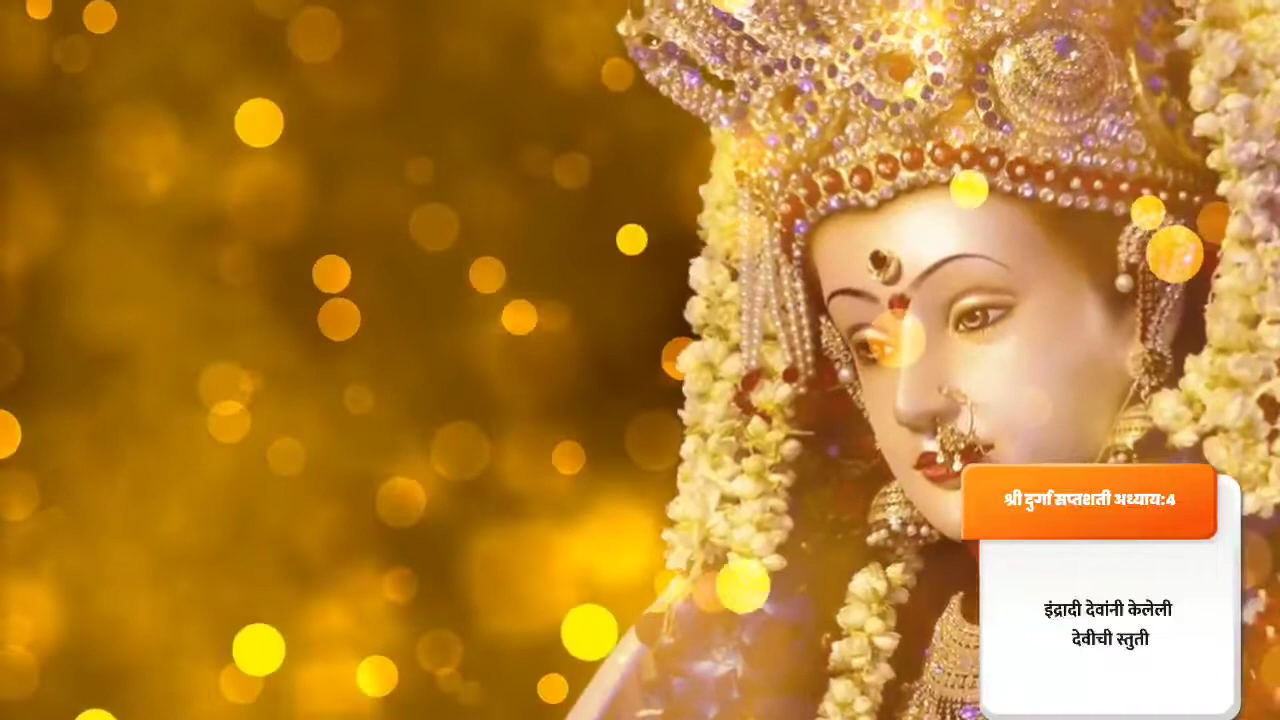 श्री दुर्गा सप्तशती अध्याय:4
इंद्रादी देवांनी केलेली
देवीची स्तुती